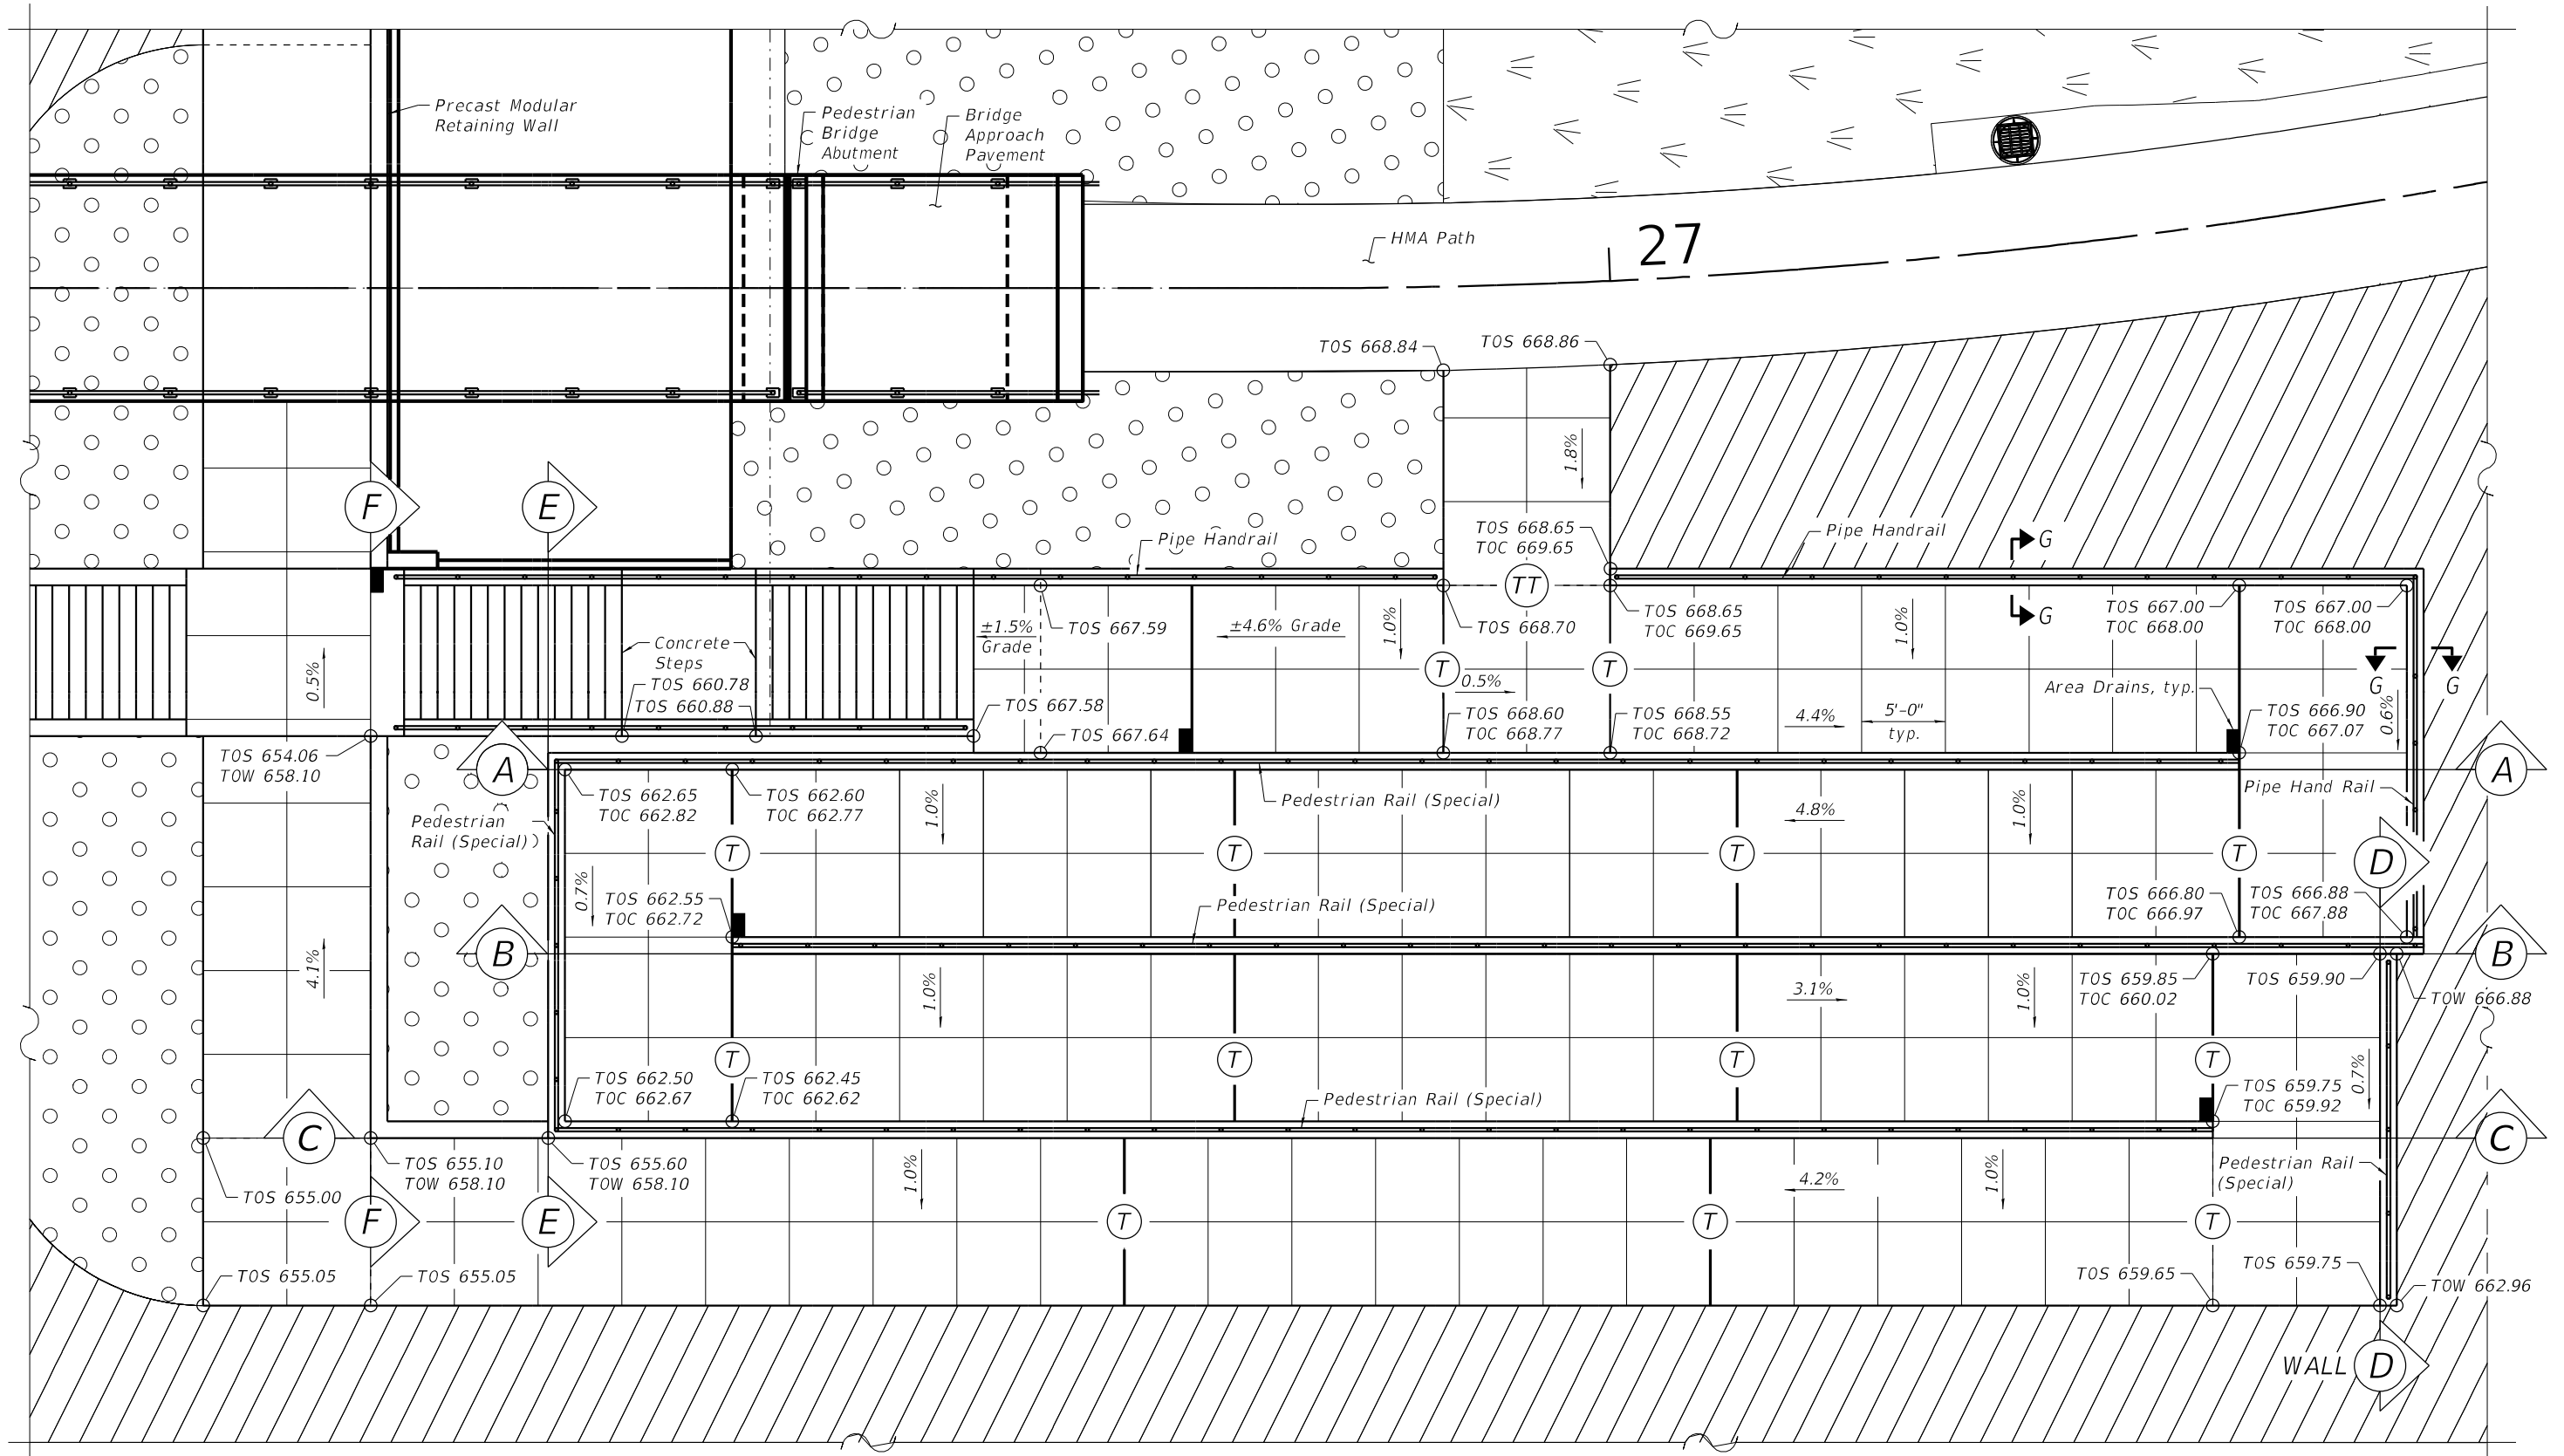 Precast Modular
Retaining Wall
Pedestrian
Bridge
Abutment
Bridge
Approach
Pavement
HMA Path
27
TOS 668.84
TOS 668.86
1.8%
F
E
Pipe Handrail
TOS 668.65
TOC 669.65
Pipe Handrail
G
G
TT
±1.5%
Grade
TOS 667.59
±4.6% Grade
1.0%
TOS 668.70
TOS 668.65
TOC 669.65
1.0%
TOS 667.00
TOC 668.00
TOS 667.00
TOC 668.00
Concrete
Steps
TOS 660.78
TOS 660.88
0.5%
T
T
0.5%
G
G
Area Drains, typ.
TOS 667.58
TOS 667.64
TOS 668.60
TOC 668.77
TOS 668.55
TOC 668.72
4.4%
5'-0"
typ.
TOS 666.90
TOC 667.07
0.6%
TOS 654.06
TOW 658.10
A
A
TOS 662.65
TOC 662.82
TOS 662.60
TOC 662.77
1.0%
Pedestrian Rail (Special)
4.8%
1.0%
Pipe Hand Rail
Pedestrian
Rail (Special)
T
T
T
T
D
0.7%
TOS 662.55
TOC 662.72
Pedestrian Rail (Special)
TOS 666.80
TOC 666.97
TOS 666.88
TOC 667.88
B
B
4.1%
1.0%
3.1%
1.0%
TOS 659.85
TOC 660.02
TOS 659.90
TOW 666.88
T
T
T
T
TOS 662.50
TOC 662.67
TOS 662.45
TOC 662.62
Pedestrian Rail (Special)
TOS 659.75
TOC 659.92
0.7%
C
C
TOS 655.10
TOW 658.10
TOS 655.60
TOW 658.10
TOS 655.00
1.0%
4.2%
1.0%
Pedestrian Rail
(Special)
F
E
T
T
T
TOS 655.05
TOS 655.05
TOS 659.65
TOS 659.75
TOW 662.96
WALL
D